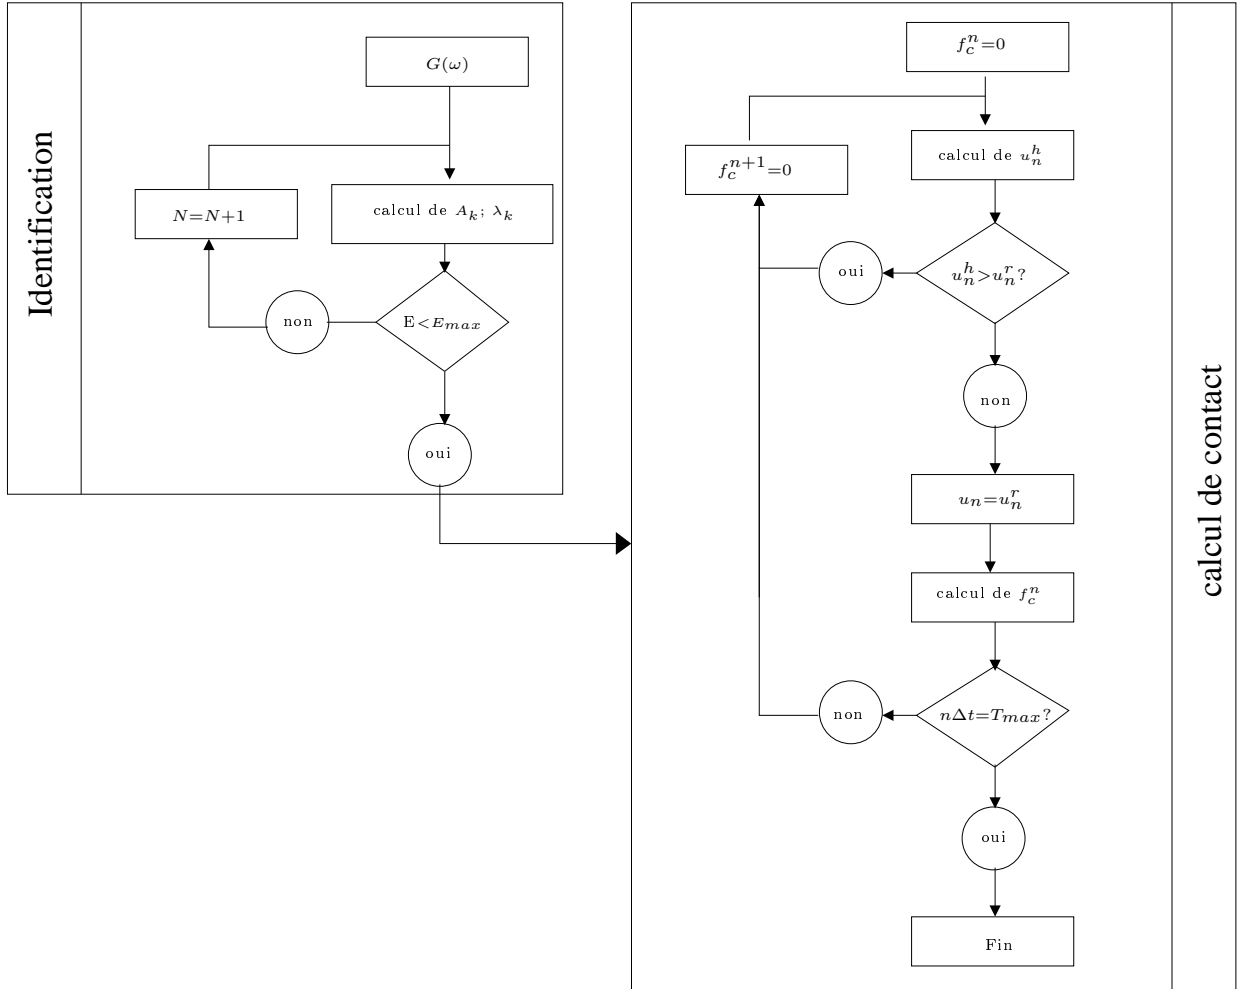 Identification
G(ω)
N=N+1
calcul de A_k; λ_k
non
E<E_max
oui
f_c^n=0
f_c^{n+1}=0
calcul de u_n^h
oui
u_n^h>u_n^r?
non
u_n=u_n^r
calcul de f_c^n
non
nΔt=T_max?
oui
Fin
calcul de contact